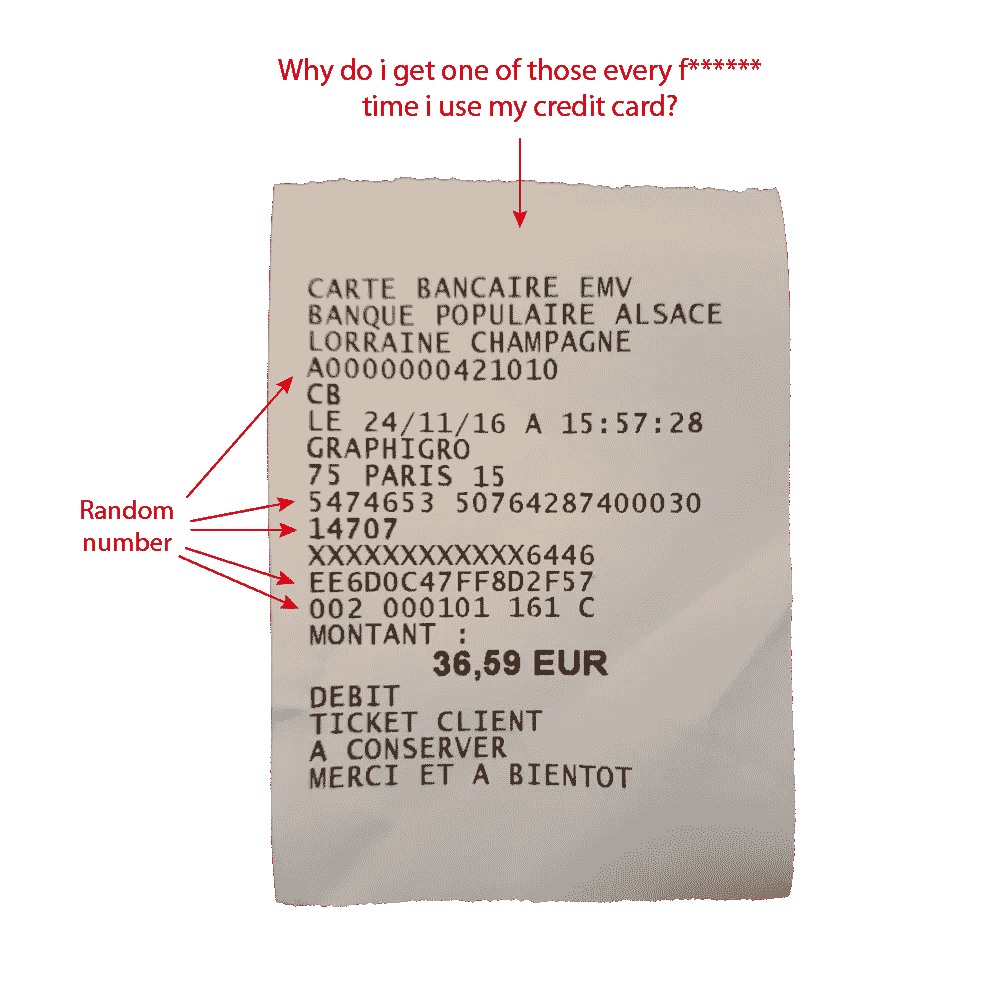 Why do i get one of those every f******
time i use my credit card?
CARTE BANCAIRE EMV
BANQUE POPULAIRE ALSACE
LORRAINE CHAMPAGNE
A0000000421010
CB
LE 24/11/16 A 15:57:28
GRAPHIGRO
75 PARIS 15
Random
number
5474653 50764287400030
14707
XXXXXXXXXXXX6446
EE6D0C47FF8D2F57
002 000101 161 C
MONTANT :
36,59 EUR
DEBIT
TICKET CLIENT
A CONSERVER
MERCI ET A BIENTOT